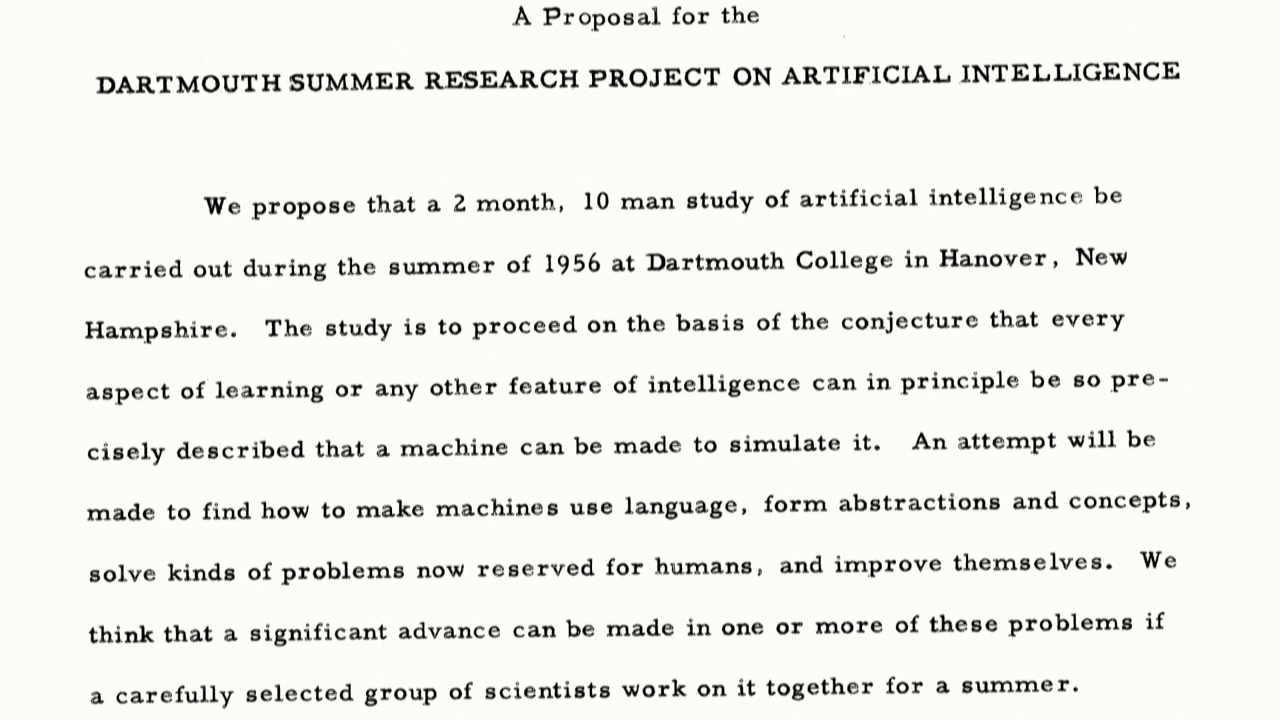 A Proposal for the
DARTMOUTH SUMMER RESEARCH PROJECT ON ARTIFICIAL INTELLIGENCE
We propose that a 2 month, 10 man study of artificial intelligence be
carried out during the summer of 1956 at Dartmouth College in Hanover, New
Hampshire. The study is to proceed on the basis of the conjecture that every
aspect of learning or any other feature of intelligence can in principle be so pre-
cisely described that a machine can be made to simulate it. An attempt will be
made to find how to make machines use language, form abstractions and concepts,
solve kinds of problems now reserved for humans, and improve themselves. We
think that a significant advance can be made in one or more of these problems if
a carefully selected group of scientists work on it together for a summer.